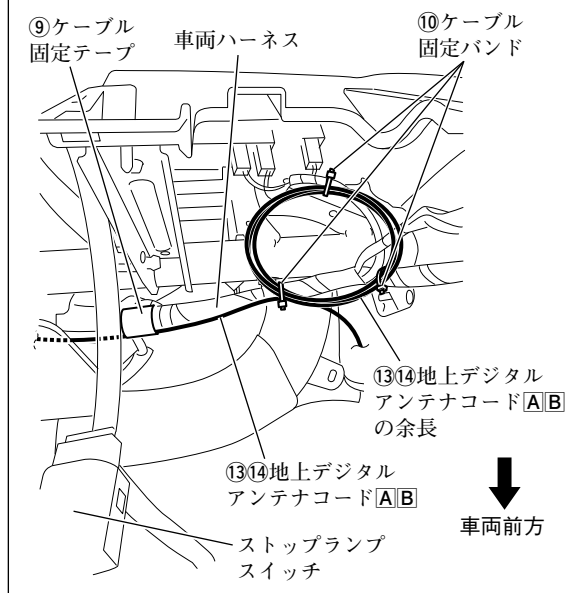 ⑨ケーブル
固定テープ
車両ハーネス
⑩ケーブル
固定バンド
⑬⑭地上デジタル
アンテナコードAB
の余長
⑬⑭地上デジタル
アンテナコードAB
車両前方
ストップランプ
スイッチ